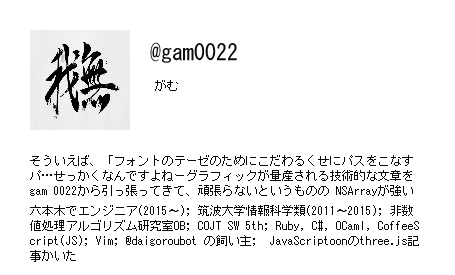 我無
@gam0022
がむ
そういえば、「フォントのテーゼのためにこだわるくせにパスをこなす
パ…せっかくなんですよねーグラフィックが量産される技術的な文章を
gam 0022から引っ張ってきて、頑張らないというものの NSArrayが強い
六本木でエンジニア(2015～); 筑波大学情報科学類(2011～2015); 非数
値処理アルゴリズム研究室OB; COJT SW 5th; Ruby, C#, OCaml, CoffeeS
cript(JS); Vim; @daigoroubot の飼い主; JavaScriptoonのthree.js記
事かいた